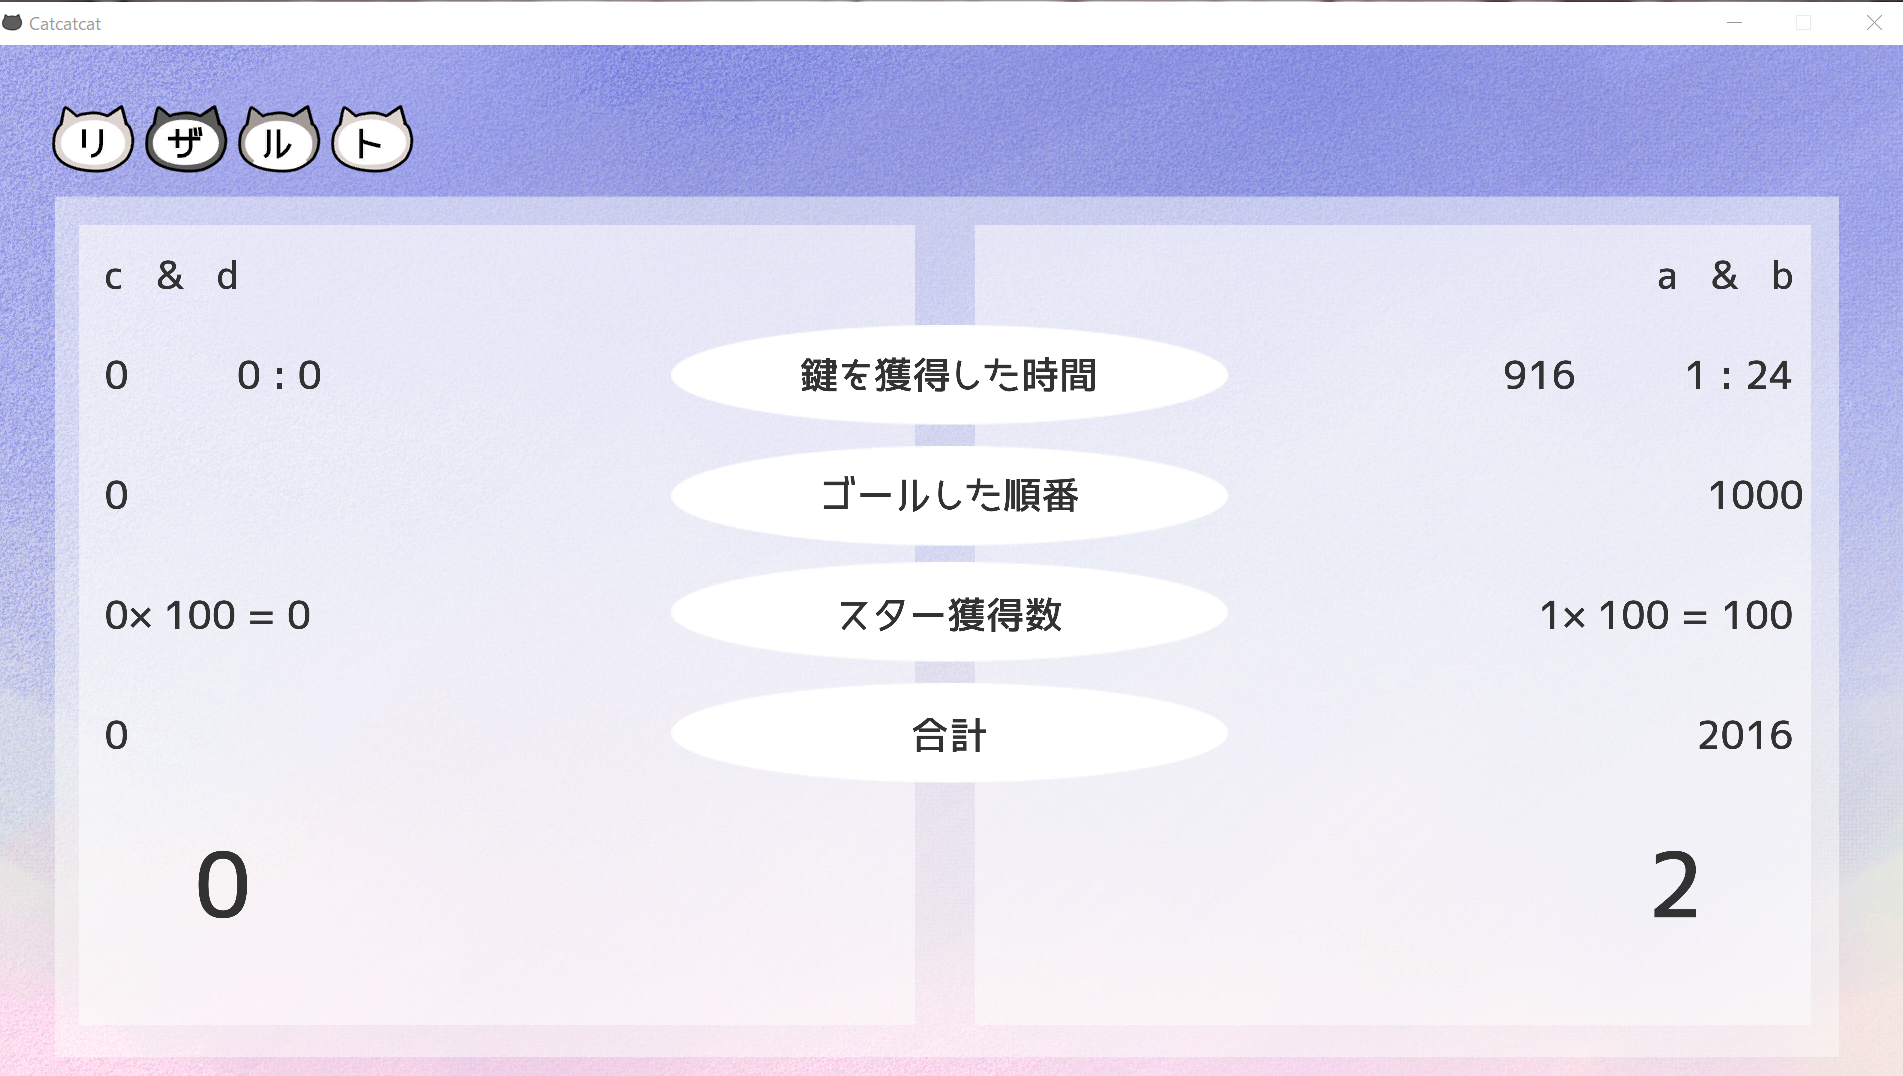 Catcatcat
リザルト
c & d
a & b
0 0 : 0 鍵を獲得した時間 916 1 : 24
0 ゴールした順番 1000
0× 100 = 0 スター獲得数 1× 100 = 100
0 合計 2016
0 2